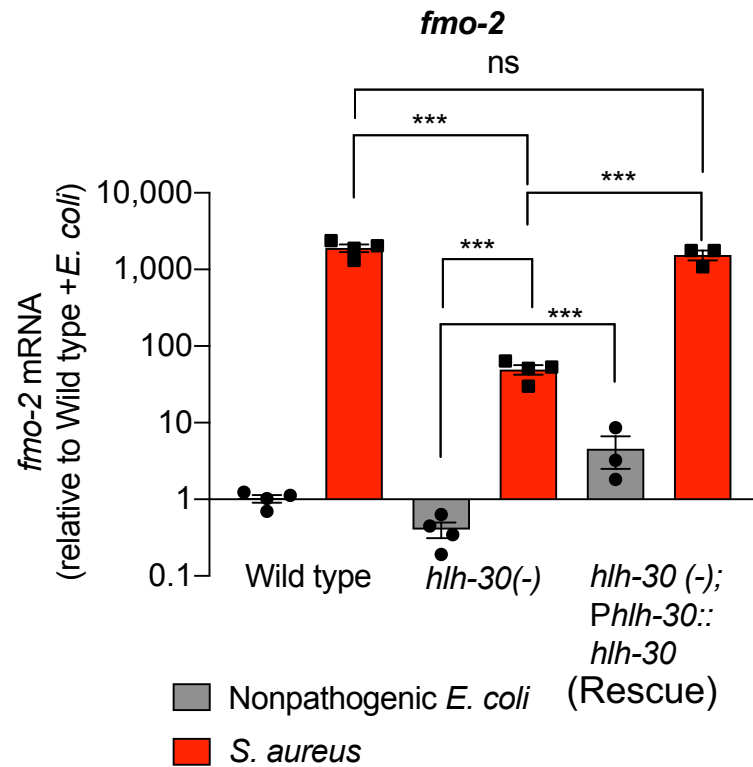 fmo-2
ns
***
***
***
***
10,000
1,000
100
10
1
0.1
fmo-2 mRNA
(relative to Wild type +E. coli)
Wild type
hlh-30(-)
hlh-30 (-);
Phlh-30::
hlh-30
(Rescue)
Nonpathogenic E. coli
S. aureus